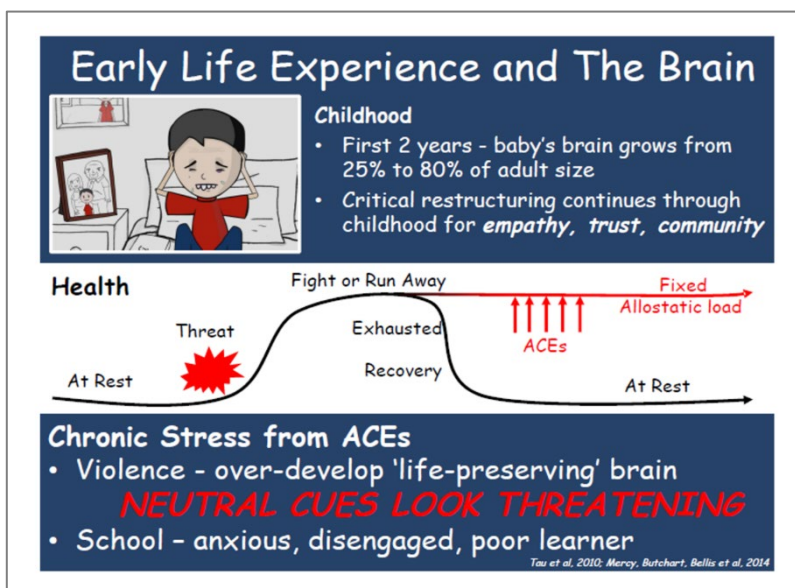 Early Life Experience and The Brain
Childhood
• First 2 years - baby's brain grows from
25% to 80% of adult size
• Critical restructuring continues through
childhood for empathy, trust, community
Health
Fight or Run Away
Fixed
Allostatic load
Threat
Exhausted
ACEs
Recovery
At Rest
At Rest
Chronic Stress from ACEs
• Violence - over-develop 'life-preserving' brain
NEUTRAL CUES LOOK THREATENING
• School – anxious, disengaged, poor learner
Tau et al, 2010; Mercy, Butchart, Bellis et al, 2014